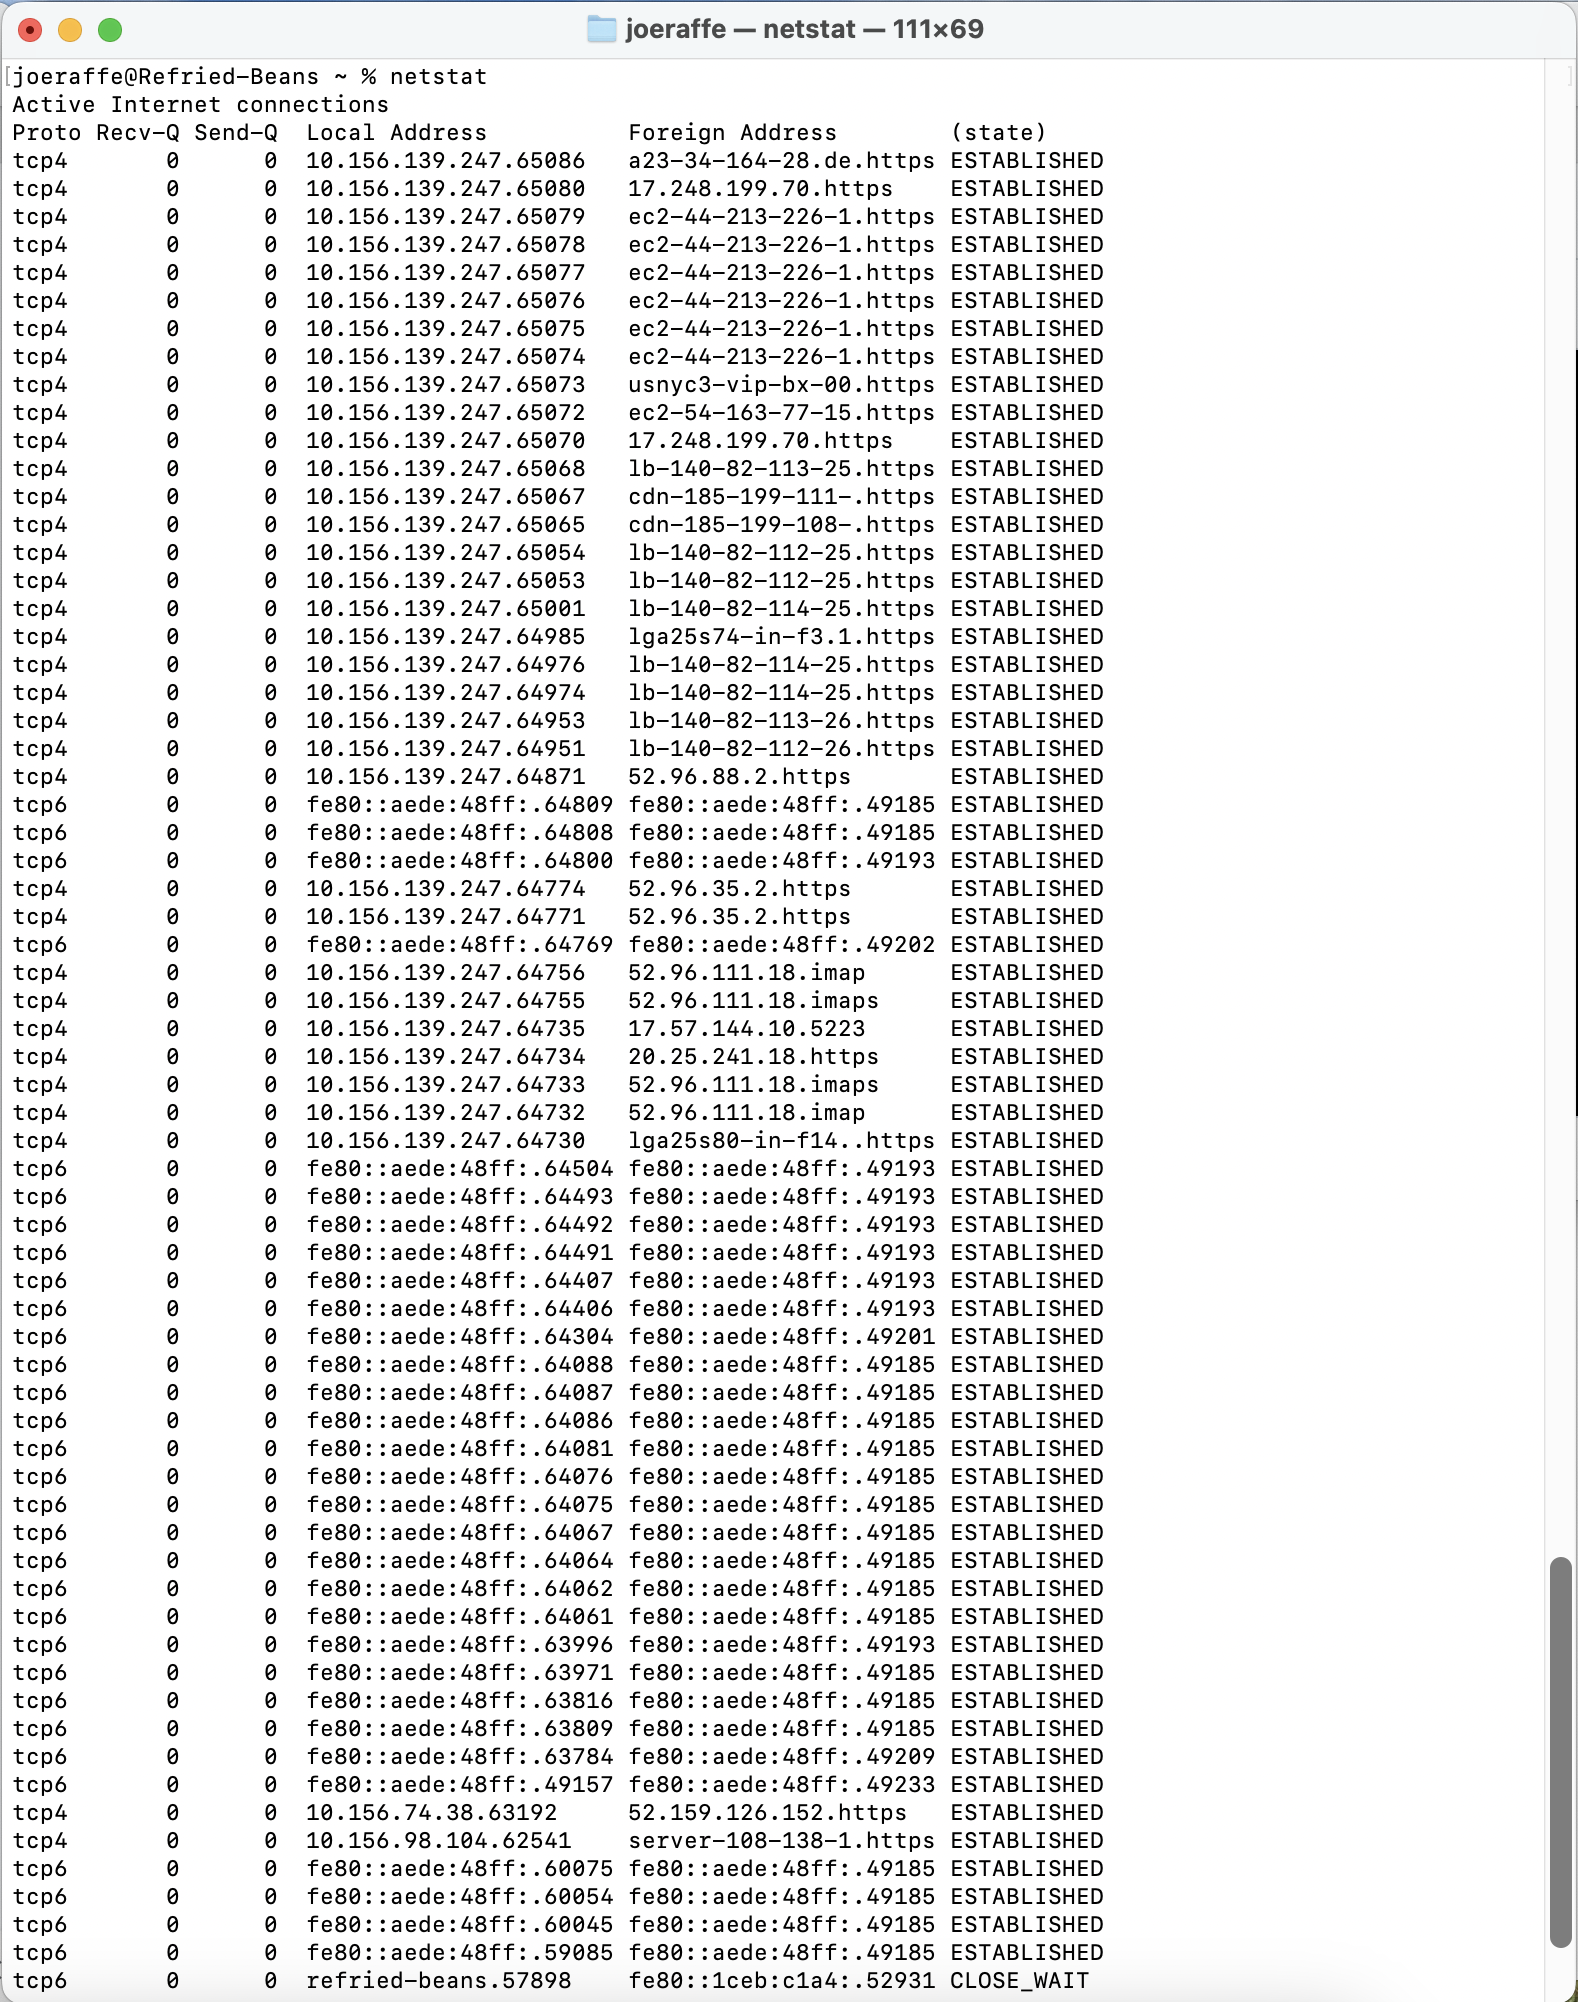 joeraffe — netstat — 111×69
[joeraffe@Refried-Beans ~ % netstat ]
Active Internet connections
Proto Recv-Q Send-Q  Local Address          Foreign Address        (state)
tcp4       0      0  10.156.139.247.65086   a23-34-164-28.de.https ESTABLISHED
tcp4       0      0  10.156.139.247.65080   17.248.199.70.https    ESTABLISHED
tcp4       0      0  10.156.139.247.65079   ec2-44-213-226-1.https ESTABLISHED
tcp4       0      0  10.156.139.247.65078   ec2-44-213-226-1.https ESTABLISHED
tcp4       0      0  10.156.139.247.65077   ec2-44-213-226-1.https ESTABLISHED
tcp4       0      0  10.156.139.247.65076   ec2-44-213-226-1.https ESTABLISHED
tcp4       0      0  10.156.139.247.65075   ec2-44-213-226-1.https ESTABLISHED
tcp4       0      0  10.156.139.247.65074   ec2-44-213-226-1.https ESTABLISHED
tcp4       0      0  10.156.139.247.65073   usnyc3-vip-bx-00.https ESTABLISHED
tcp4       0      0  10.156.139.247.65072   ec2-54-163-77-15.https ESTABLISHED
tcp4       0      0  10.156.139.247.65070   17.248.199.70.https    ESTABLISHED
tcp4       0      0  10.156.139.247.65068   lb-140-82-113-25.https ESTABLISHED
tcp4       0      0  10.156.139.247.65067   cdn-185-199-111-.https ESTABLISHED
tcp4       0      0  10.156.139.247.65065   cdn-185-199-108-.https ESTABLISHED
tcp4       0      0  10.156.139.247.65054   lb-140-82-112-25.https ESTABLISHED
tcp4       0      0  10.156.139.247.65053   lb-140-82-112-25.https ESTABLISHED
tcp4       0      0  10.156.139.247.65001   lb-140-82-114-25.https ESTABLISHED
tcp4       0      0  10.156.139.247.64985   lga25s74-in-f3.1.https ESTABLISHED
tcp4       0      0  10.156.139.247.64976   lb-140-82-114-25.https ESTABLISHED
tcp4       0      0  10.156.139.247.64974   lb-140-82-114-25.https ESTABLISHED
tcp4       0      0  10.156.139.247.64953   lb-140-82-113-26.https ESTABLISHED
tcp4       0      0  10.156.139.247.64951   lb-140-82-112-26.https ESTABLISHED
tcp4       0      0  10.156.139.247.64871   52.96.88.2.https       ESTABLISHED
tcp6       0      0  fe80::aede:48ff:.64809 fe80::aede:48ff:.49185 ESTABLISHED
tcp6       0      0  fe80::aede:48ff:.64808 fe80::aede:48ff:.49185 ESTABLISHED
tcp6       0      0  fe80::aede:48ff:.64800 fe80::aede:48ff:.49193 ESTABLISHED
tcp4       0      0  10.156.139.247.64774   52.96.35.2.https       ESTABLISHED
tcp4       0      0  10.156.139.247.64771   52.96.35.2.https       ESTABLISHED
tcp6       0      0  fe80::aede:48ff:.64769 fe80::aede:48ff:.49202 ESTABLISHED
tcp4       0      0  10.156.139.247.64756   52.96.111.18.imap      ESTABLISHED
tcp4       0      0  10.156.139.247.64755   52.96.111.18.imaps     ESTABLISHED
tcp4       0      0  10.156.139.247.64735   17.57.144.10.5223      ESTABLISHED
tcp4       0      0  10.156.139.247.64734   20.25.241.18.https     ESTABLISHED
tcp4       0      0  10.156.139.247.64733   52.96.111.18.imaps     ESTABLISHED
tcp4       0      0  10.156.139.247.64732   52.96.111.18.imap      ESTABLISHED
tcp4       0      0  10.156.139.247.64730   lga25s80-in-f14..https ESTABLISHED
tcp6       0      0  fe80::aede:48ff:.64504 fe80::aede:48ff:.49193 ESTABLISHED
tcp6       0      0  fe80::aede:48ff:.64493 fe80::aede:48ff:.49193 ESTABLISHED
tcp6       0      0  fe80::aede:48ff:.64492 fe80::aede:48ff:.49193 ESTABLISHED
tcp6       0      0  fe80::aede:48ff:.64491 fe80::aede:48ff:.49193 ESTABLISHED
tcp6       0      0  fe80::aede:48ff:.64407 fe80::aede:48ff:.49193 ESTABLISHED
tcp6       0      0  fe80::aede:48ff:.64406 fe80::aede:48ff:.49193 ESTABLISHED
tcp6       0      0  fe80::aede:48ff:.64304 fe80::aede:48ff:.49201 ESTABLISHED
tcp6       0      0  fe80::aede:48ff:.64088 fe80::aede:48ff:.49185 ESTABLISHED
tcp6       0      0  fe80::aede:48ff:.64087 fe80::aede:48ff:.49185 ESTABLISHED
tcp6       0      0  fe80::aede:48ff:.64086 fe80::aede:48ff:.49185 ESTABLISHED
tcp6       0      0  fe80::aede:48ff:.64081 fe80::aede:48ff:.49185 ESTABLISHED
tcp6       0      0  fe80::aede:48ff:.64076 fe80::aede:48ff:.49185 ESTABLISHED
tcp6       0      0  fe80::aede:48ff:.64075 fe80::aede:48ff:.49185 ESTABLISHED
tcp6       0      0  fe80::aede:48ff:.64067 fe80::aede:48ff:.49185 ESTABLISHED
tcp6       0      0  fe80::aede:48ff:.64064 fe80::aede:48ff:.49185 ESTABLISHED
tcp6       0      0  fe80::aede:48ff:.64062 fe80::aede:48ff:.49185 ESTABLISHED
tcp6       0      0  fe80::aede:48ff:.64061 fe80::aede:48ff:.49185 ESTABLISHED
tcp6       0      0  fe80::aede:48ff:.63996 fe80::aede:48ff:.49193 ESTABLISHED
tcp6       0      0  fe80::aede:48ff:.63971 fe80::aede:48ff:.49185 ESTABLISHED
tcp6       0      0  fe80::aede:48ff:.63816 fe80::aede:48ff:.49185 ESTABLISHED
tcp6       0      0  fe80::aede:48ff:.63809 fe80::aede:48ff:.49185 ESTABLISHED
tcp6       0      0  fe80::aede:48ff:.63784 fe80::aede:48ff:.49209 ESTABLISHED
tcp6       0      0  fe80::aede:48ff:.49157 fe80::aede:48ff:.49233 ESTABLISHED
tcp4       0      0  10.156.74.38.63192     52.159.126.152.https   ESTABLISHED
tcp4       0      0  10.156.98.104.62541    server-108-138-1.https ESTABLISHED
tcp6       0      0  fe80::aede:48ff:.60075 fe80::aede:48ff:.49185 ESTABLISHED
tcp6       0      0  fe80::aede:48ff:.60054 fe80::aede:48ff:.49185 ESTABLISHED
tcp6       0      0  fe80::aede:48ff:.60045 fe80::aede:48ff:.49185 ESTABLISHED
tcp6       0      0  fe80::aede:48ff:.59085 fe80::aede:48ff:.49185 ESTABLISHED
tcp6       0      0  refried-beans.57898    fe80::1ceb:c1a4:.52931 CLOSE_WAIT